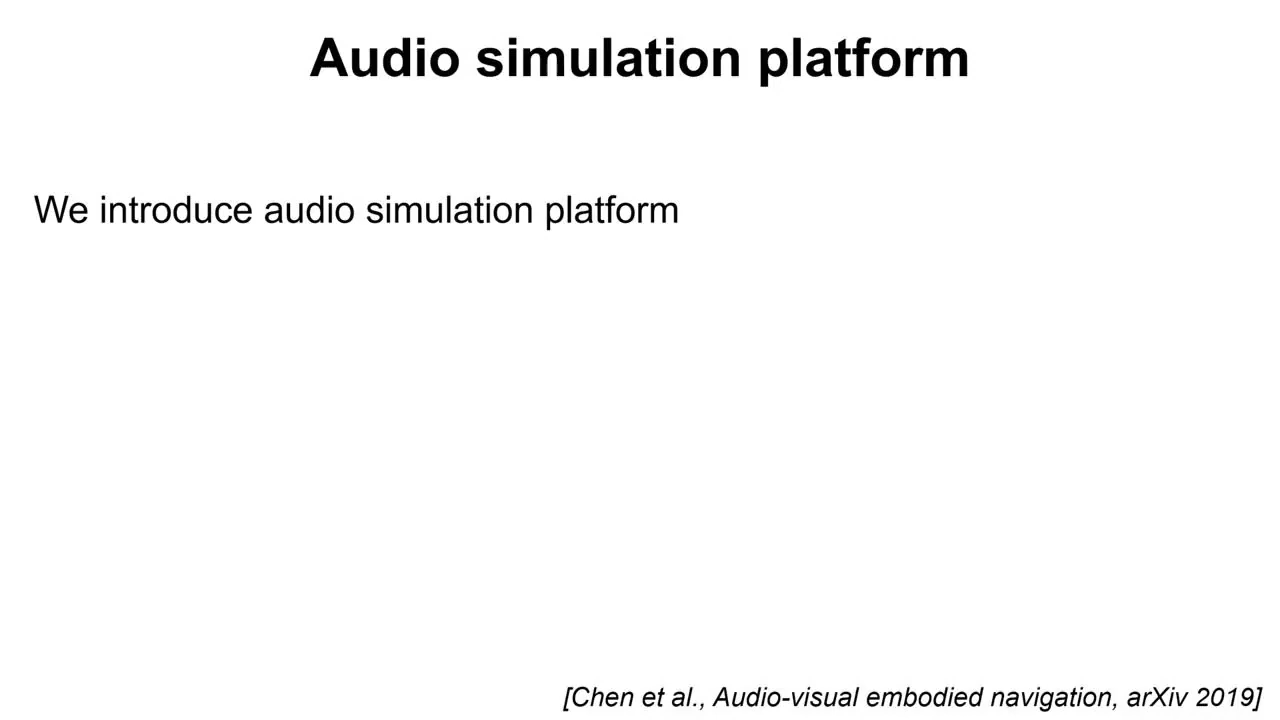 Audio simulation platform
We introduce audio simulation platform
[Chen et al., Audio-visual embodied navigation, arXiv 2019]